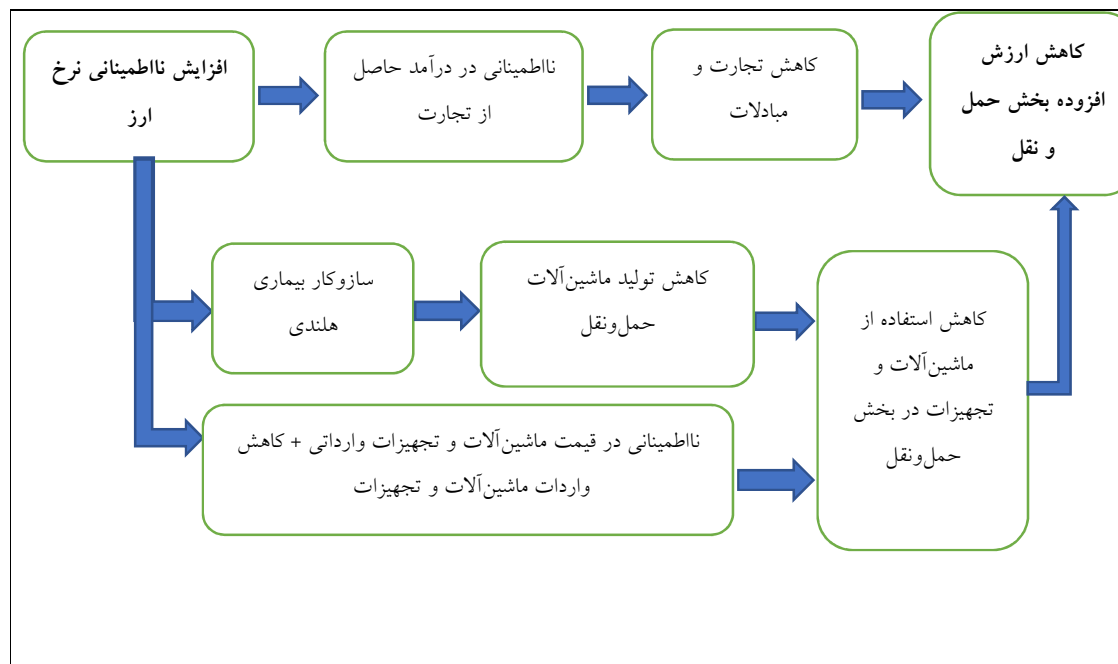 افزایش نااطمینانی نرخ
ارز
نااطمینانی در درآمد حاصل
از تجارت
کاهش تجارت و
مبادلات
کاهش ارزش
افزوده بخش حمل
و نقل
سازوکار بیماری
هلندی
کاهش تولید ماشین‌آلات
حمل‌ونقل
کاهش استفاده از
ماشین‌آلات و
تجهیزات در بخش
حمل‌ونقل
نااطمینانی در قیمت ماشین‌آلات و تجهیزات وارداتی + کاهش
واردات ماشین‌آلات و تجهیزات